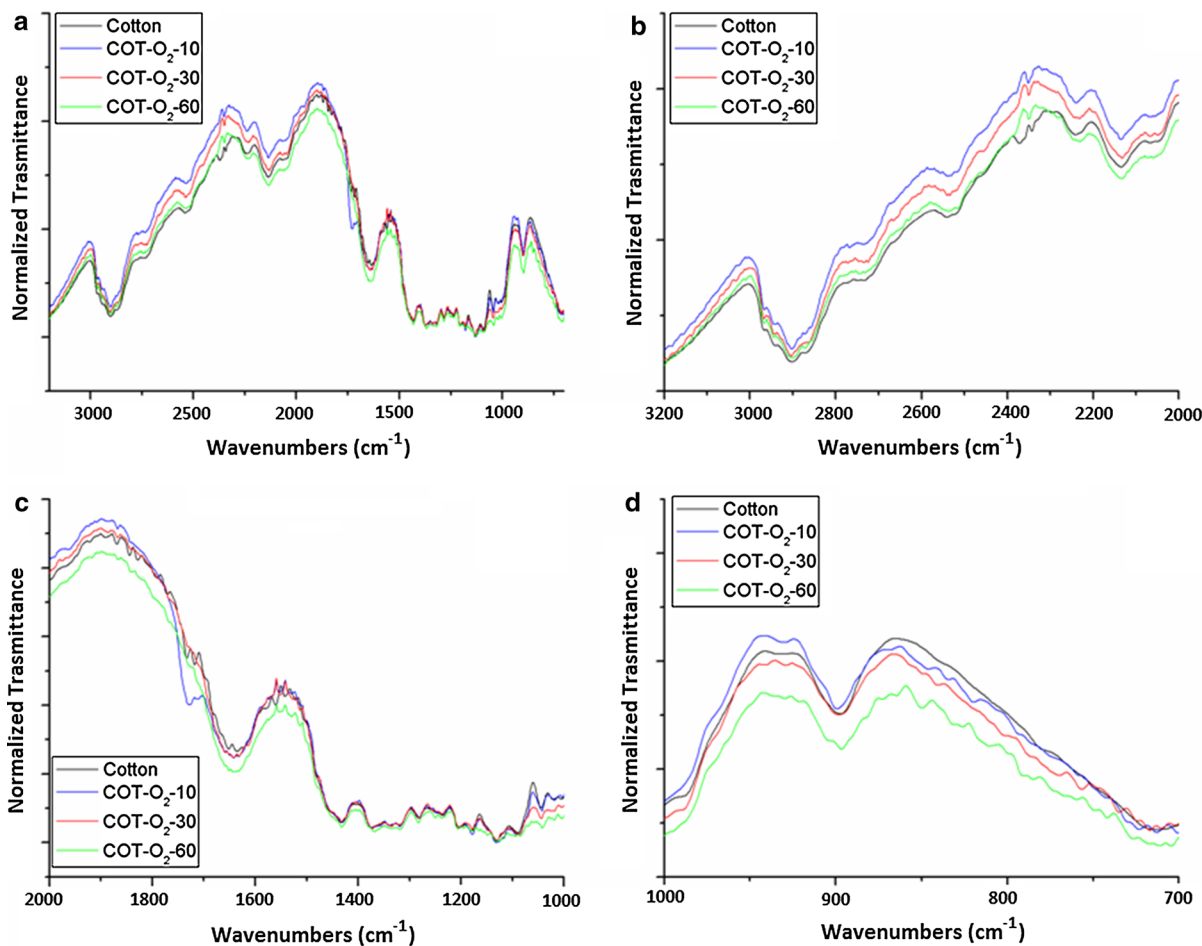 a
Cotton
COT-O2-10
COT-O2-30
COT-O2-60
Normalized Trasmittance
3000 2500 2000 1500 1000
Wavenumbers (cm-1)
b
Cotton
COT-O2-10
COT-O2-30
COT-O2-60
Normalized Trasmittance
3200 3000 2800 2600 2400 2200 2000
Wavenumbers (cm-1)
c
Cotton
COT-O2-10
COT-O2-30
COT-O2-60
Normalized Trasmittance
2000 1800 1600 1400 1200 1000
Wavenumbers (cm-1)
d
Cotton
COT-O2-10
COT-O2-30
COT-O2-60
Normalized Trasmittance
1000 900 800 700
Wavenumbers (cm-1)